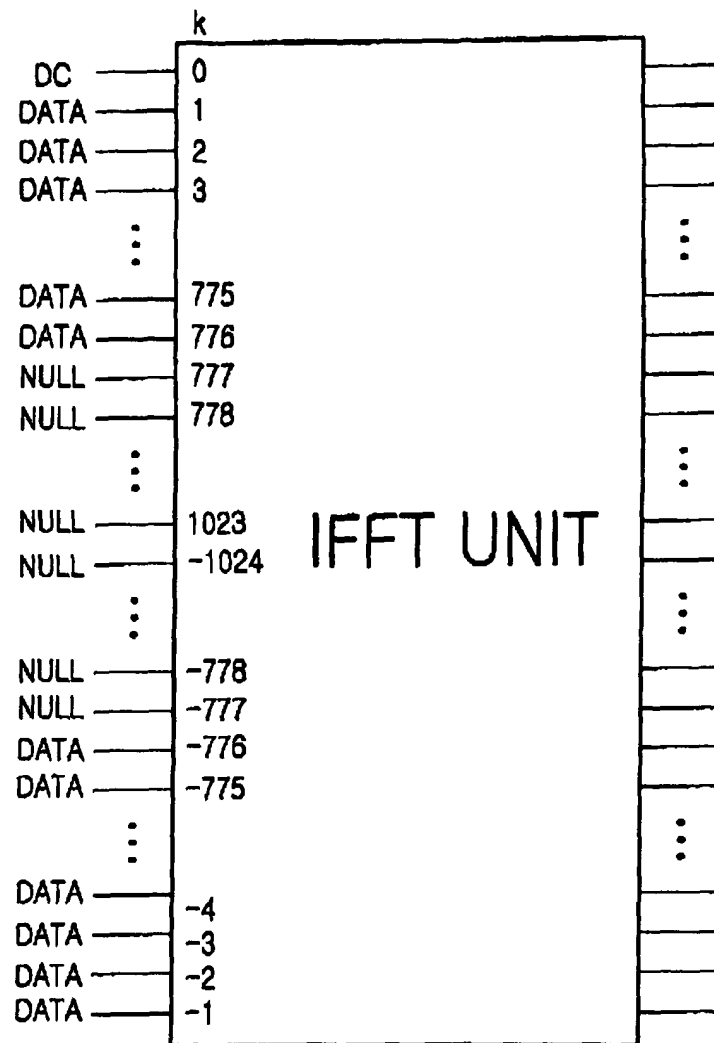 k
DC 0
DATA 1
DATA 2
DATA 3
DATA 775
DATA 776
NULL 777
NULL 778
NULL 1023
IFFT UNIT
NULL -1024
NULL -778
NULL -777
DATA -776
DATA -775
DATA -4
DATA -3
DATA -2
DATA -1